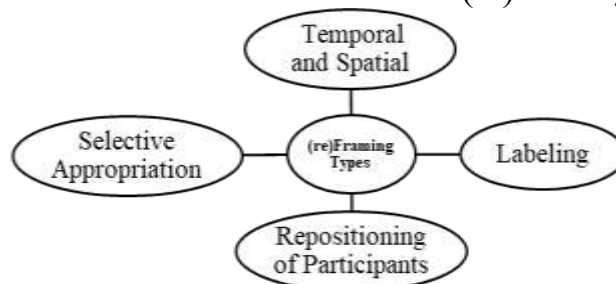 Temporal
and Spatial
Selective
Appropriation
(re)Framing
Types
Labeling
Repositioning
of Participants